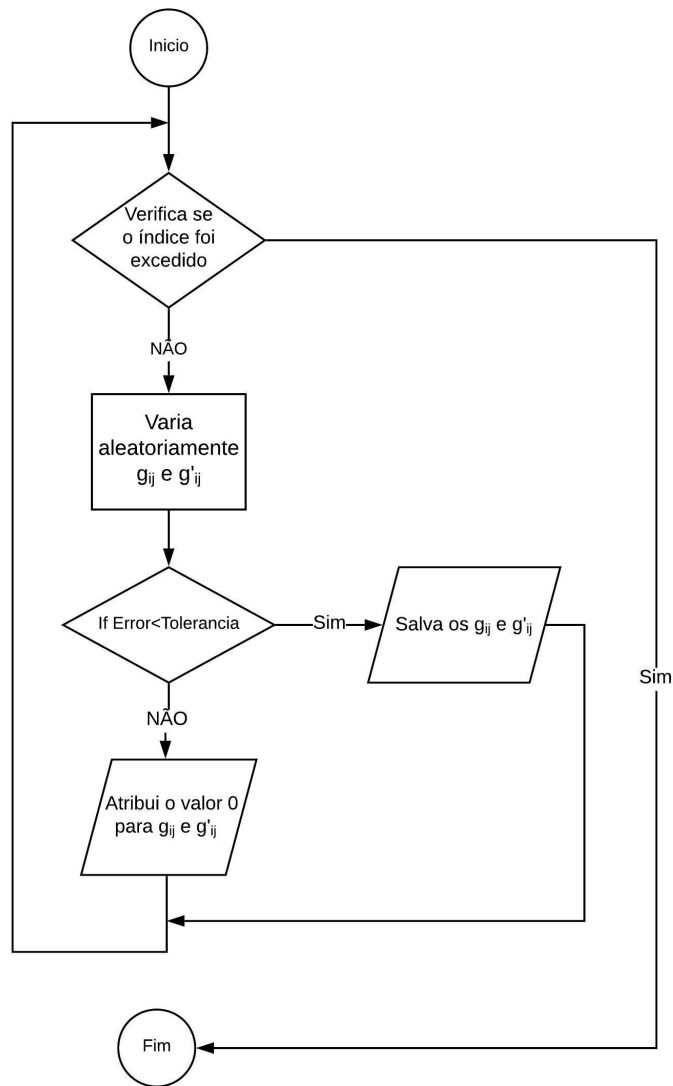 Inicio
Verifica se
o índice foi
excedido
NÃO
Varia
aleatoriamente
gij e g'ij
If Error<Tolerancia
Sim
Salva os gij e g'ij
Sim
NÃO
Atribui o valor 0
para gij e g'ij
Fim